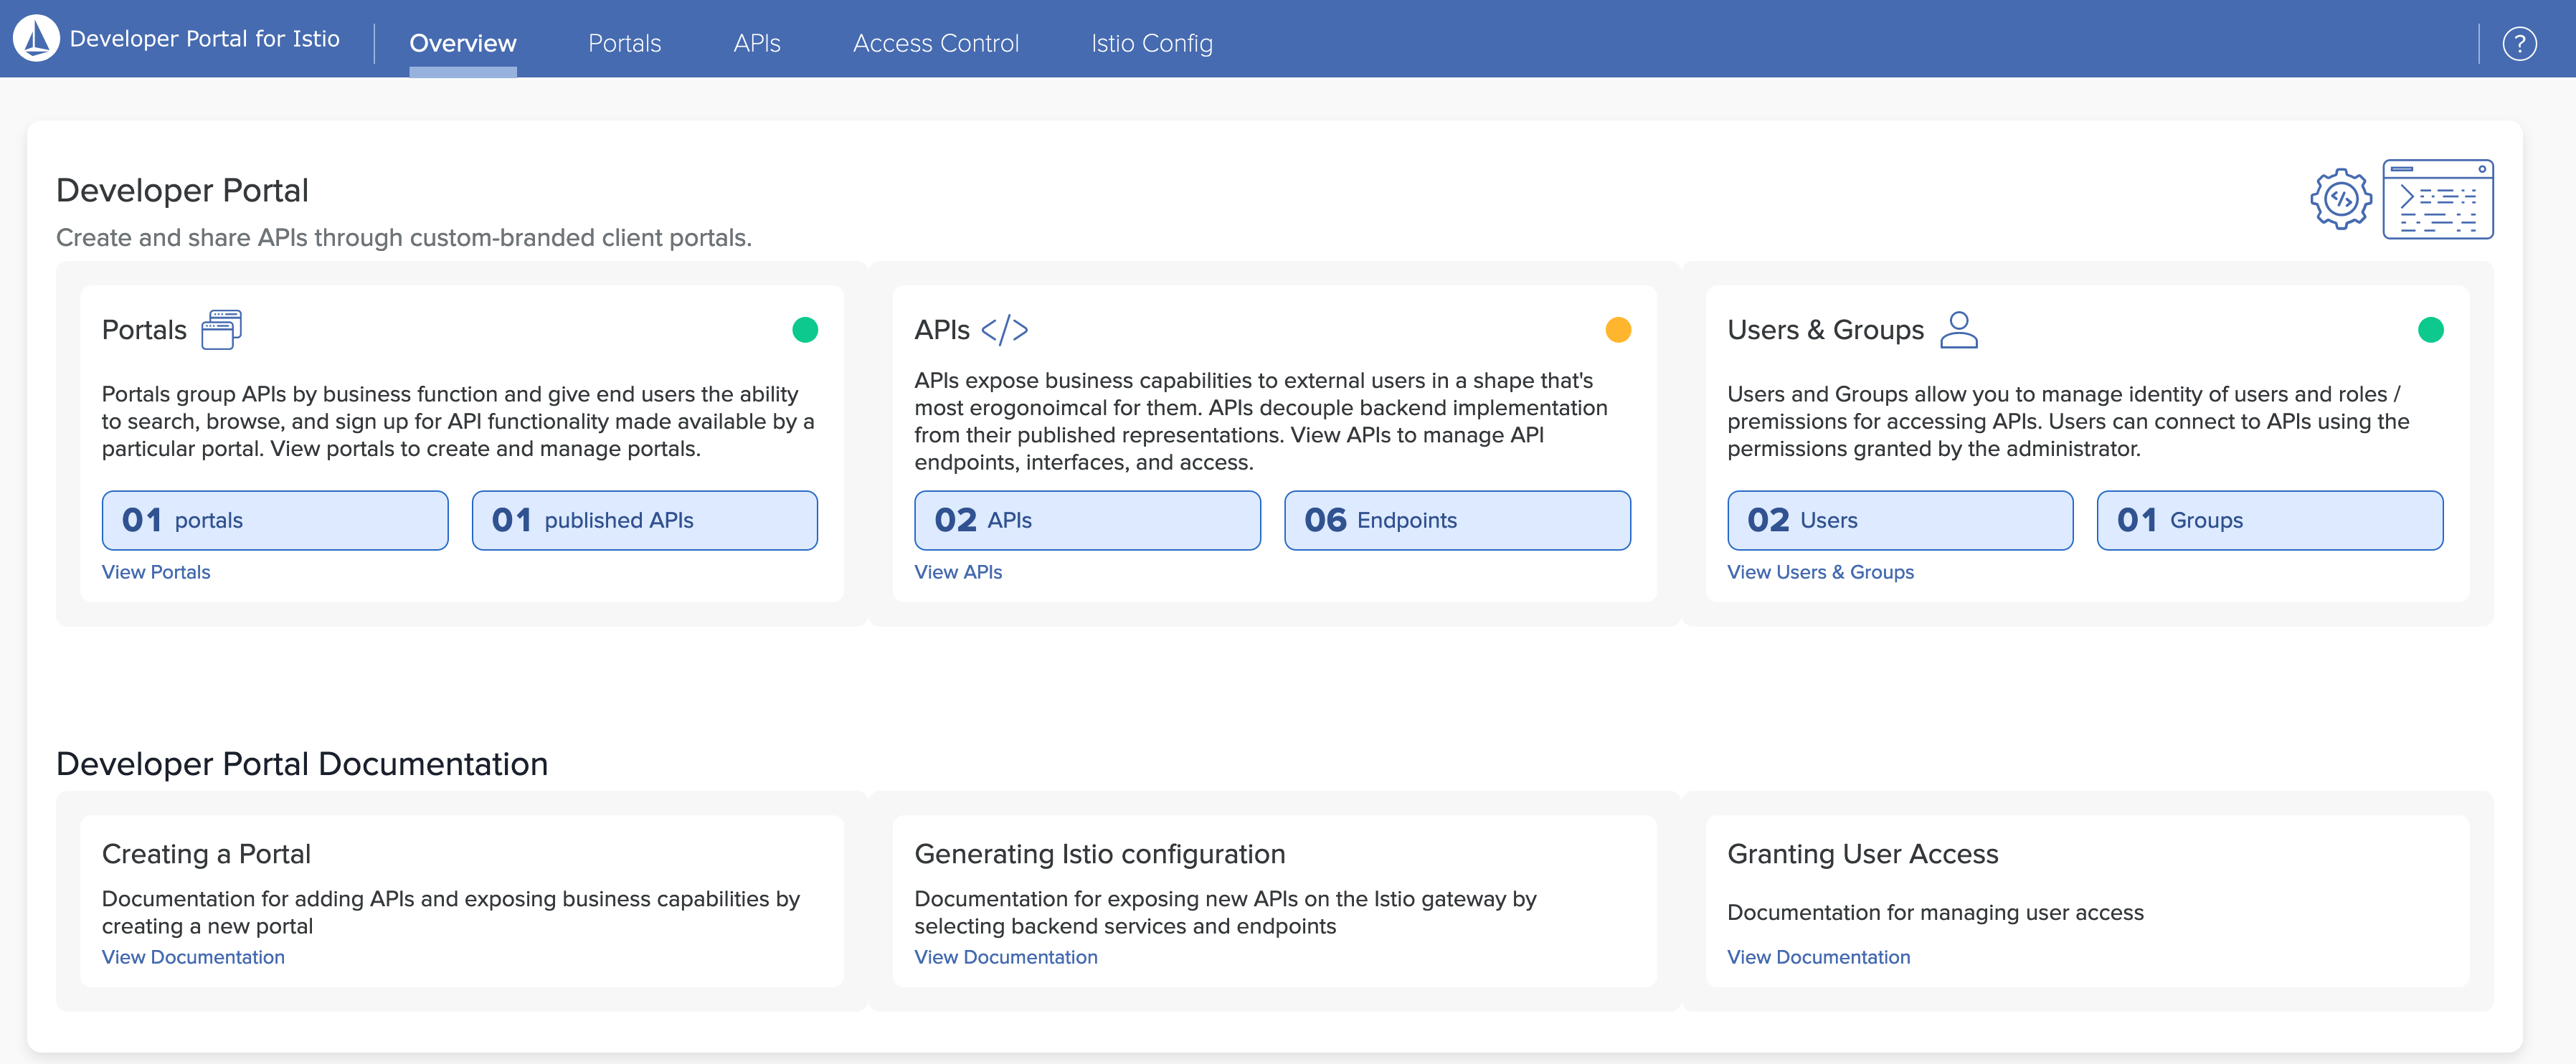 Developer Portal for Istio
Overview
Portals
APIs
Access Control
Istio Config
?
Developer Portal
Create and share APIs through custom-branded client portals.
Portals
Portals group APIs by business function and give end users the ability
to search, browse, and sign up for API functionality made available by a
particular portal. View portals to create and manage portals.
01 portals
01 published APIs
View Portals
APIs </>
APIs expose business capabilities to external users in a shape that's
most erogonoimcal for them. APIs decouple backend implementation
from their published representations. View APIs to manage API
endpoints, interfaces, and access.
02 APIs
06 Endpoints
View APIs
Users & Groups
Users and Groups allow you to manage identity of users and roles /
premissions for accessing APIs. Users can connect to APIs using the
permissions granted by the administrator.
02 Users
01 Groups
View Users & Groups
Developer Portal Documentation
Creating a Portal
Documentation for adding APIs and exposing business capabilities by
creating a new portal
View Documentation
Generating Istio configuration
Documentation for exposing new APIs on the Istio gateway by
selecting backend services and endpoints
View Documentation
Granting User Access
Documentation for managing user access
View Documentation